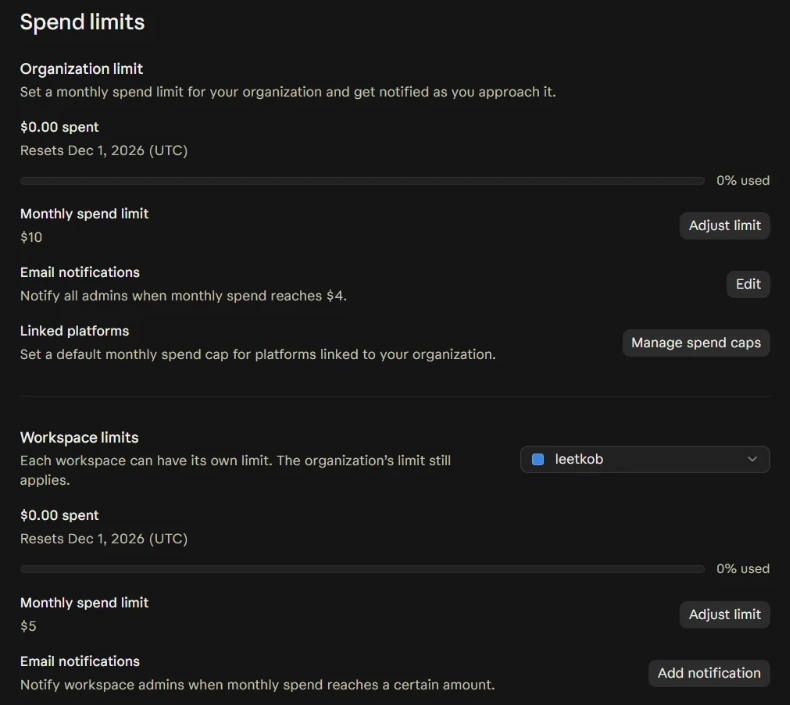 Spend limits
Organization limit
Set a monthly spend limit for your organization and get notified as you approach it.
$0.00 spent
Resets Dec 1, 2026 (UTC)
0% used
Monthly spend limit
$10
Adjust limit
Email notifications
Notify all admins when monthly spend reaches $4.
Edit
Linked platforms
Set a default monthly spend cap for platforms linked to your organization.
Manage spend caps
Workspace limits
Each workspace can have its own limit. The organization's limit still
applies.
leetkob
$0.00 spent
Resets Dec 1, 2026 (UTC)
0% used
Monthly spend limit
$5
Adjust limit
Email notifications
Notify workspace admins when monthly spend reaches a certain amount.
Add notification